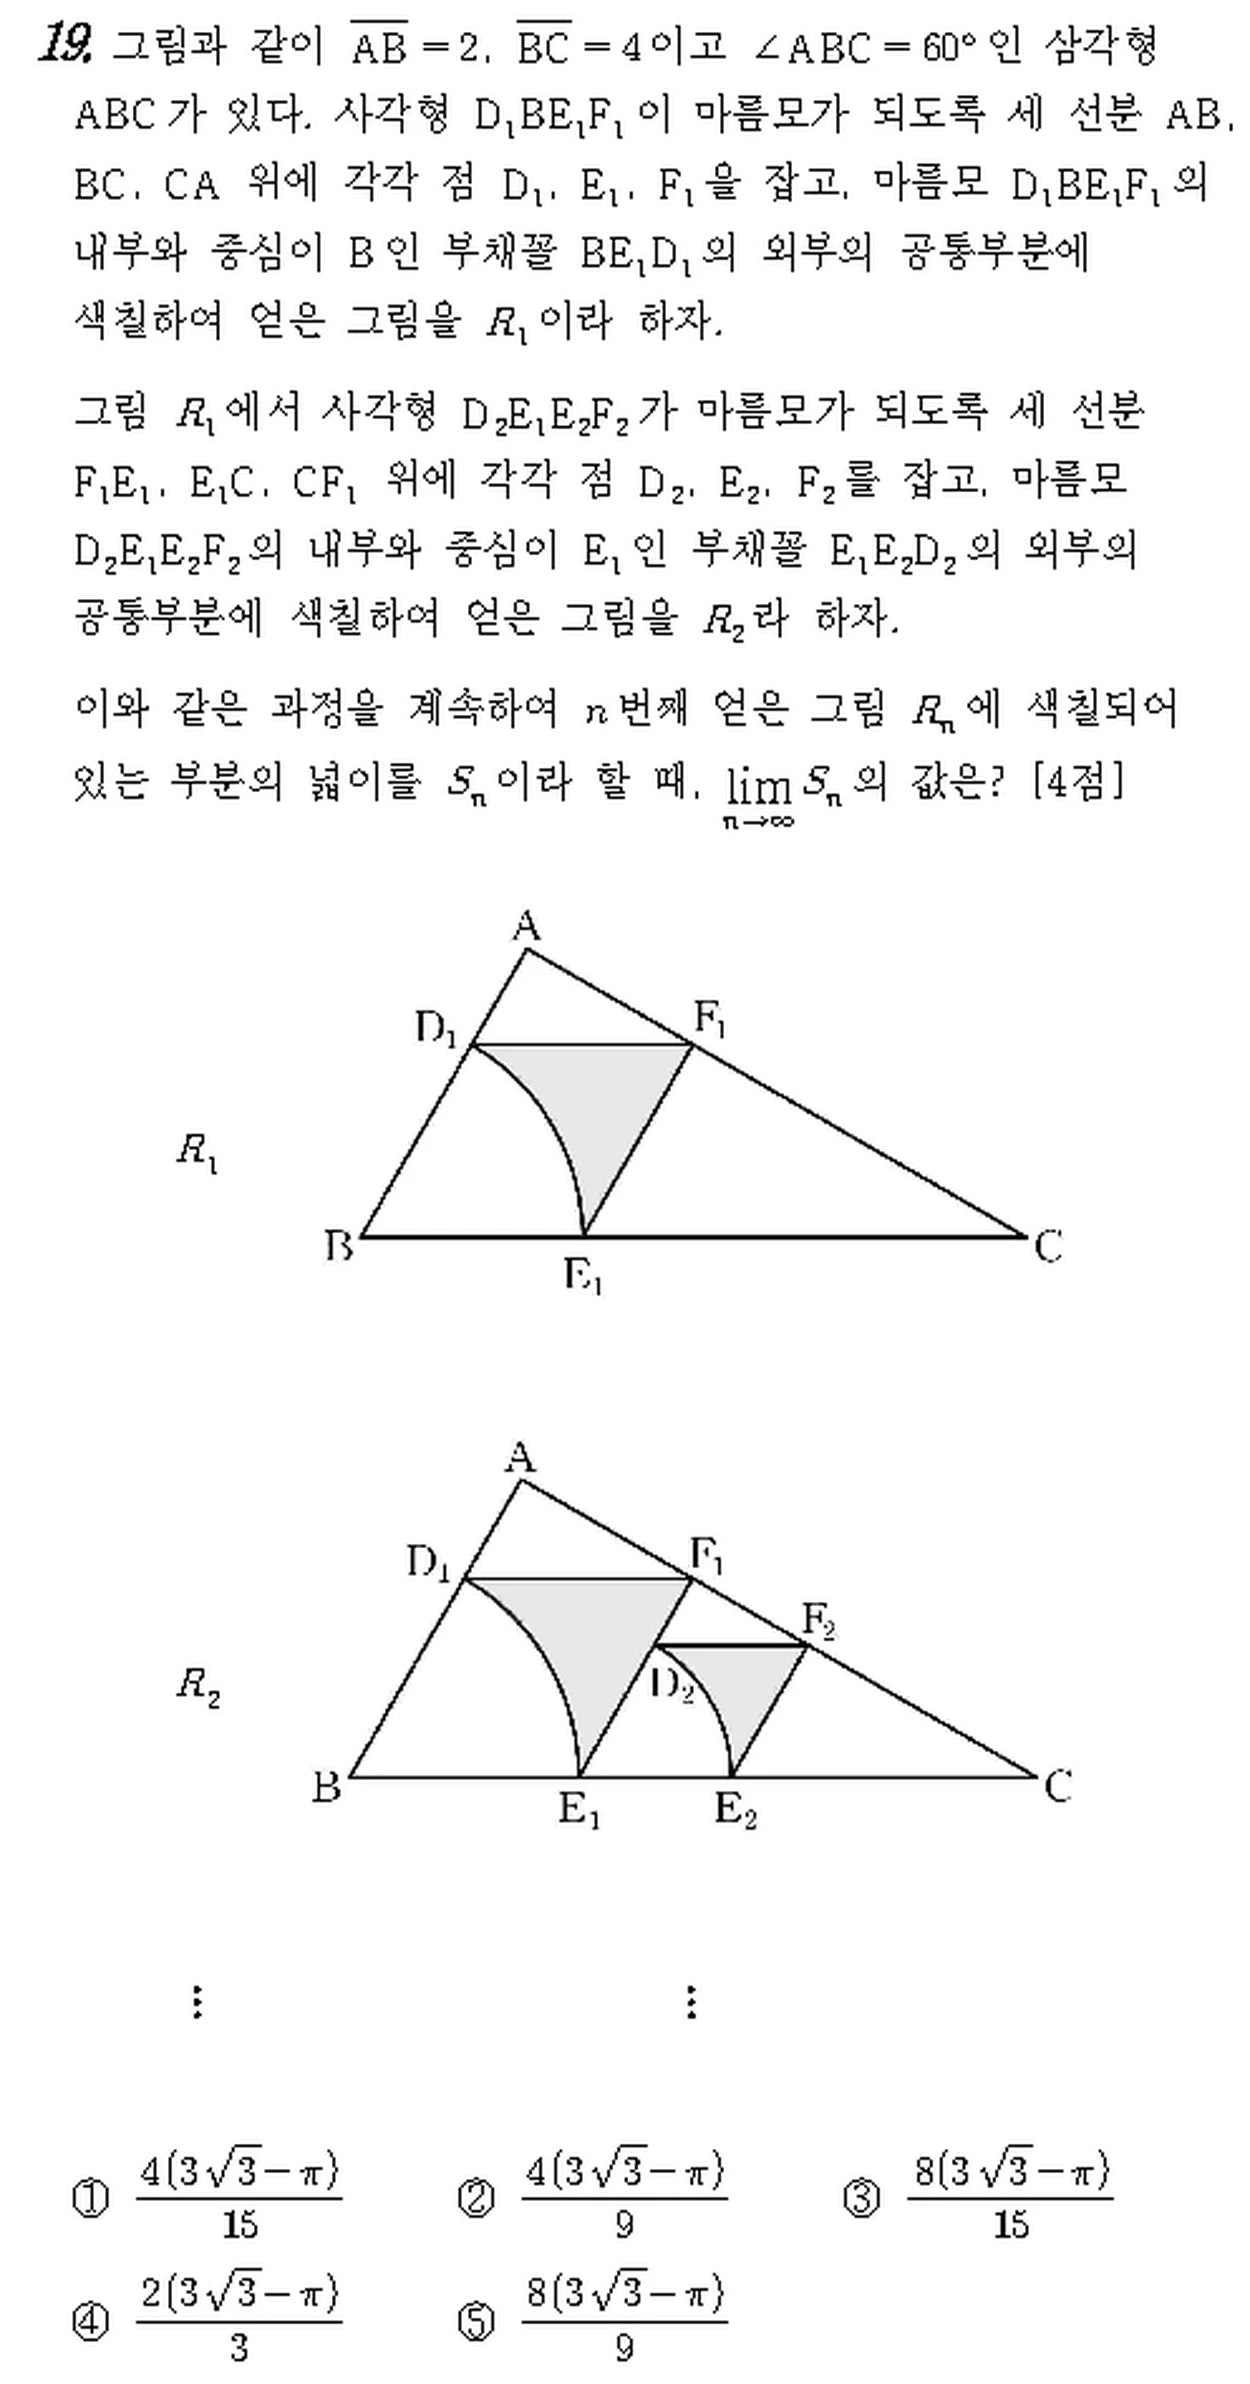 19. 그림과 같이 AB = 2, BC = 4이고 ∠ABC = 60°인 삼각형
ABC가 있다. 사각형 D₁BE₁F₁이 마름모가 되도록 세 선분 AB,
BC, CA 위에 각각 점 D₁, E₁, F₁을 잡고, 마름모 D₁BE₁F₁의
내부와 중심이 B인 부채꼴 BE₁D₁의 외부의 공통부분에
색칠하여 얻은 그림을 R₁이라 하자.
그림 R₁에서 사각형 D₂E₁E₂F₂가 마름모가 되도록 세 선분
F₁E₁, E₁C, CF₁ 위에 각각 점 D₂, E₂, F₂를 잡고, 마름모
D₂E₁E₂F₂의 내부와 중심이 E₁인 부채꼴 E₁E₂D₂의 외부의
공통부분에 색칠하여 얻은 그림을 R₂라 하자.
이와 같은 과정을 계속하여 n번째 얻은 그림 Rₙ에 색칠되어
있는 부분의 넓이를 Sₙ이라 할 때, lim n→∞ Sₙ의 값은? [4점]
A
D₁ F₁
R₁
B E₁ C
A
D₁ F₁
F₂
R₂ D₂
B E₁ E₂ C
⋮ ⋮
① 4(3√3−π)/15 ② 4(3√3−π)/9 ③ 8(3√3−π)/15
④ 2(3√3−π)/3 ⑤ 8(3√3−π)/9